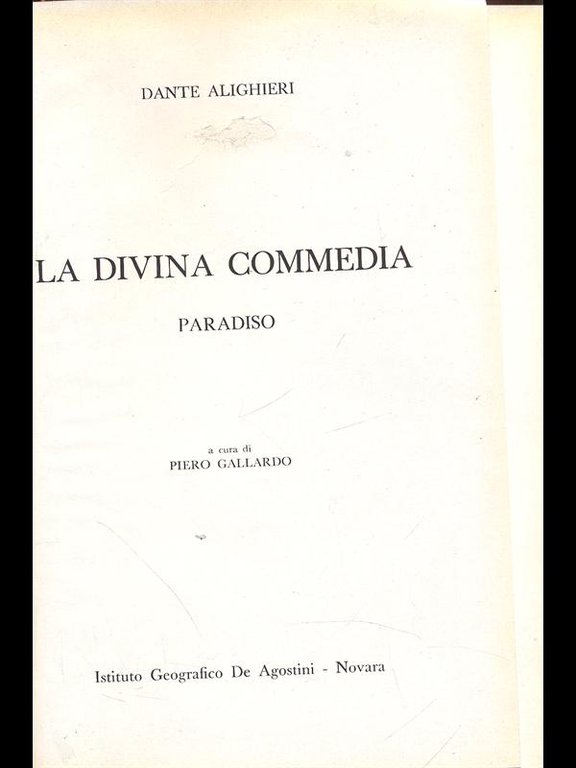 DANTE ALIGHIERI
LA DIVINA COMMEDIA
PARADISO
a cura di
PIERO GALLARDO
Istituto Geografico De Agostini - Novara